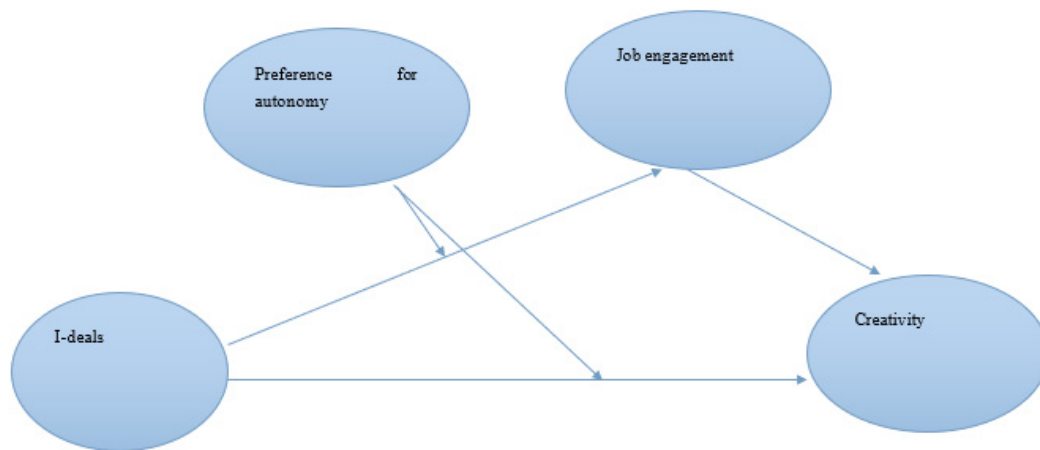 Preference for
autonomy
Job engagement
I-deals
Creativity